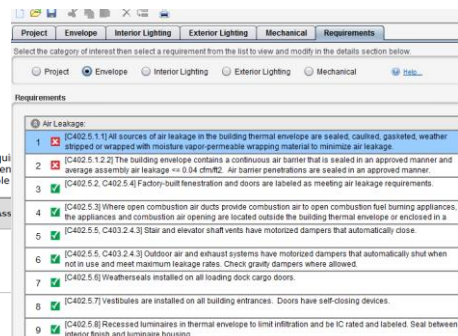 Project Envelope Interior Lighting Exterior Lighting Mechanical Requirements
Select the category of interest then select a requirement from the list to view and modify in the details section below.
Project Envelope Interior Lighting Exterior Lighting Mechanical Help...
Requirements
Air Leakage:
1 [C402.5.1.1] All sources of air leakage in the building thermal envelope are sealed, caulked, gasketed, weather
stripped or wrapped with moisture vapor-permeable wrapping material to minimize air leakage.
2 [C402.5.1.2.2] The building envelope contains a continuous air barrier that is sealed in an approved manner and
average assembly air leakage <= 0.04 cfm/ft2. Air barrier penetrations are sealed in an approved manner.
3 [C402.5.2, C402.5.4] Factory-built fenestration and doors are labeled as meeting air leakage requirements.
4 [C402.5.3] Where open combustion air ducts provide combustion air to open combustion fuel burning appliances,
the appliances and combustion air opening are located outside the building thermal envelope or enclosed in a
5 [C402.5.5, C403.2.4.3] Stair and elevator shaft vents have motorized dampers that automatically close.
6 [C402.5.5, C403.2.4.3] Outdoor air and exhaust systems have motorized dampers that automatically shut when
not in use and meet maximum leakage rates. Check gravity dampers where allowed.
7 [C402.5.6] Weatherseals installed on all loading dock cargo doors.
8 [C402.5.7] Vestibules are installed on all building entrances. Doors have self-closing devices.
9 [C402.5.8] Recessed luminaires in thermal envelope to limit infiltration and be IC rated and labeled. Seal between
interior finish and luminaire housing.